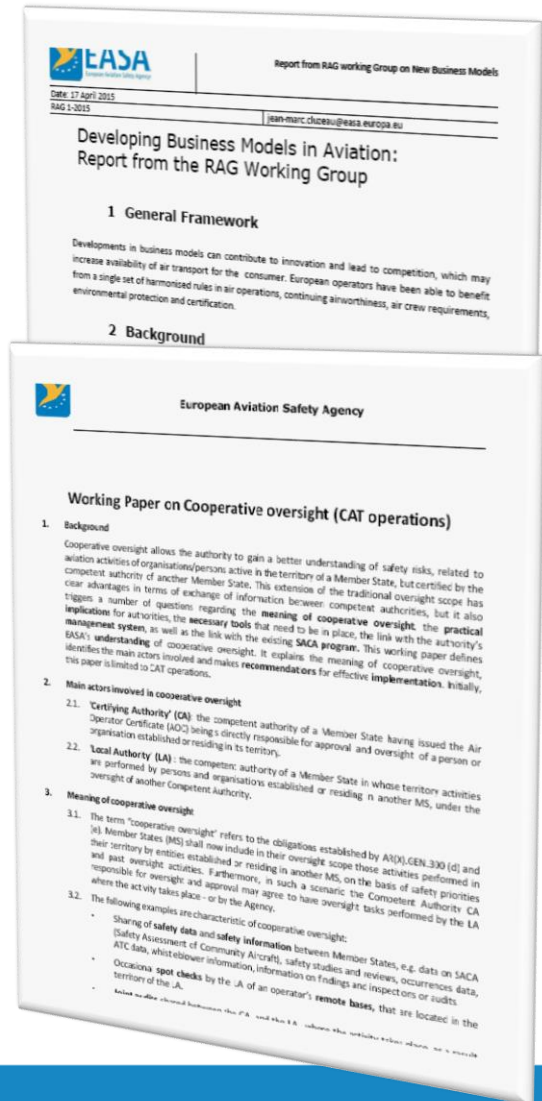 EASA
European Aviation Safety Agency
Report from RAG working Group on New Business Models
Date: 17 April 2015
RAG 1-2015
jean-marc.cluzeau@easa.europa.eu
Developing Business Models in Aviation:
Report from the RAG Working Group
1 General Framework
Developments in business models can contribute to innovation and lead to competition, which may
increase availability of air transport for the consumer. European operators have been able to benefit
from a single set of harmonised rules in air operations, continuing airworthiness, air crew requirements,
environmental protection and certification.
2 Background
European Aviation Safety Agency
Working Paper on Cooperative oversight (CAT operations)
1. Background
Cooperative oversight allows the authority to gain a better understanding of safety risks, related to
aviation activities of organisations/persons active in the territory of a Member State, but certified by the
competent authority of another Member State. This extension of the traditional oversight scope has
clear advantages in terms of exchange of information between competent authorities, but it also
triggers a number of questions regarding the meaning of cooperative oversight, the practical
implications for authorities, the necessary tools that need to be in place, the link with the authority's
management system, as well as the link with the existing SACA program. This working paper defines
EASA's understanding of cooperative oversight. It explains the meaning of cooperative oversight,
identifies the main actors involved and makes recommendations for effective implementation. Initially,
this paper is limited to CAT operations.
2. Main actors involved in cooperative oversight
2.1. 'Certifying Authority' (CA): the competent authority of a Member State having issued the Air
Operator Certificate (AOC) being s directly responsible for approval and oversight of a person or
organisation established or residing in its territory.
2.2. 'Local Authority' (LA) : the competent authority of a Member State in whose territory activities
are performed by persons and organisations established or residing in another MS, under the
oversight of another Competent Authority.
3. Meaning of cooperative oversight
3.1. The term "cooperative oversight" refers to the obligations established by AR(X).GEN.300 (d) and
(e). Member States (MS) shall now include in their oversight scope those activities performed in
their territory by entities established or residing in another MS, on the basis of safety priorities
and past oversight activities. Furthermore, in such a scenario the Competent Authority CA
responsible for oversight and approval may agree to have oversight tasks performed by the LA
where the activity takes place - or by the Agency.
3.2. The following examples are characteristic of cooperative oversight:
• Sharing of safety data and safety information between Member States, e.g. data on SACA
(Safety Assessment of Community Aircraft), safety studies and reviews, occurrences data,
ATC data, whistleblower information, information on findings and inspections or audits
• Occasional spot checks by the LA of an operator's remote bases, that are located in the
territory of the LA.
• Joint audits shared between the CA and the LA, where the activity takes place, as a result